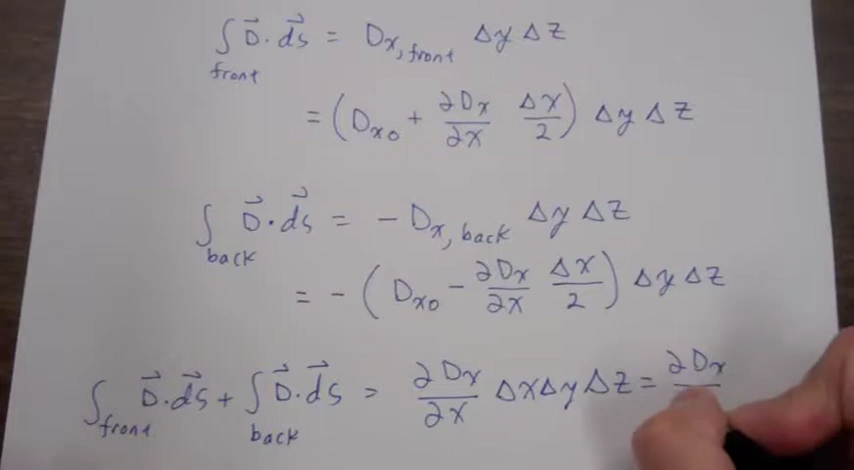 ∫front D⃗·ds⃗ = Dx,front Δy Δz
= (Dx0 + ∂Dx/∂x Δx/2) Δy Δz
∫back D⃗·ds⃗ = - Dx,back Δy Δz
= - (Dx0 - ∂Dx/∂x Δx/2) Δy Δz
∫front D⃗·ds⃗ + ∫back D⃗·ds⃗ = ∂Dx/∂x ΔxΔyΔz = ∂Dx